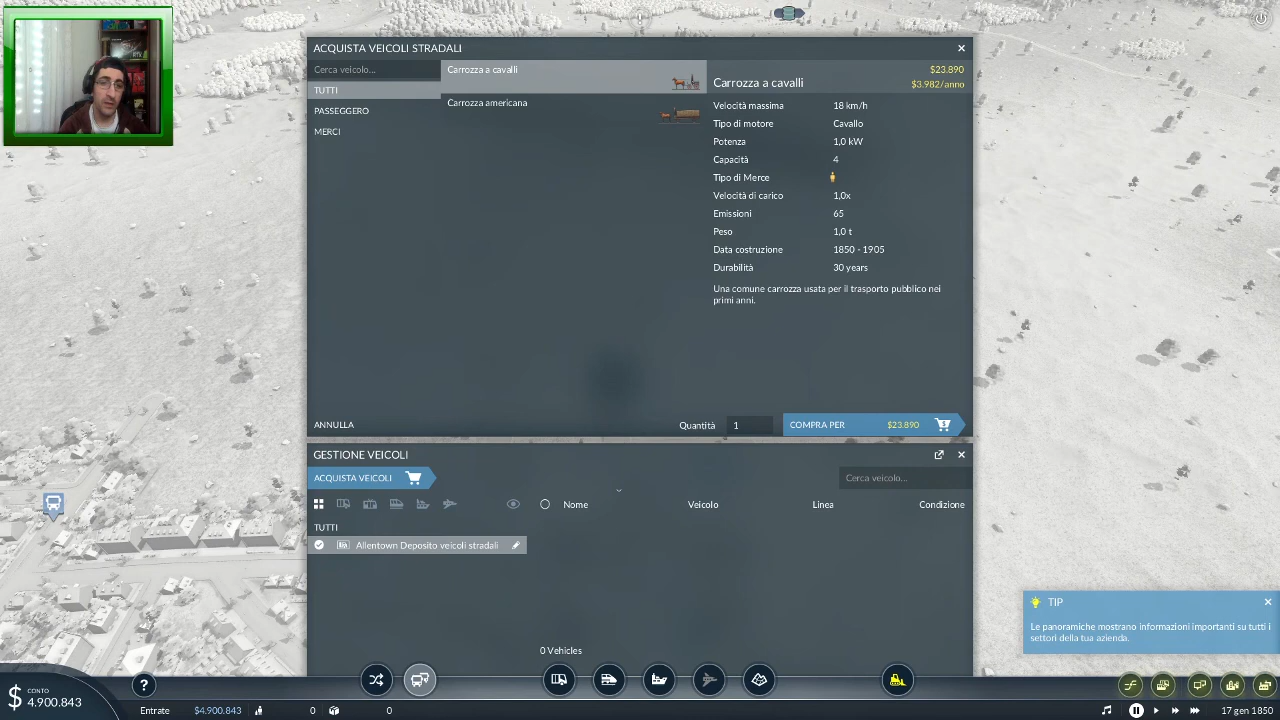 ACQUISTA VEICOLI STRADALI
Cerca veicolo...
TUTTI
PASSEGGERO
MERCI
Carrozza a cavalli
Carrozza americana
$23.890
Carrozza a cavalli
$3.982/anno
Velocità massima 18 km/h
Tipo di motore Cavallo
Potenza 1,0 kW
Capacità 4
Tipo di Merce
Velocità di carico 1,0x
Emissioni 65
Peso 1,0 t
Data costruzione 1850 - 1905
Durabilità 30 years
Una comune carrozza usata per il trasporto pubblico nei
primi anni.
ANNULLA
Quantità 1
COMPRA PER $23.890
GESTIONE VEICOLI
ACQUISTA VEICOLI
Cerca veicolo...
Nome Veicolo Linea Condizione
TUTTI
Allentown Deposito veicoli stradali
0 Vehicles
TIP
Le panoramiche mostrano informazioni importanti su tutti i
settori della tua azienda.
$ CONTO
4.900.843
?
Entrate $4.900.843 0 0
17 gen 1850